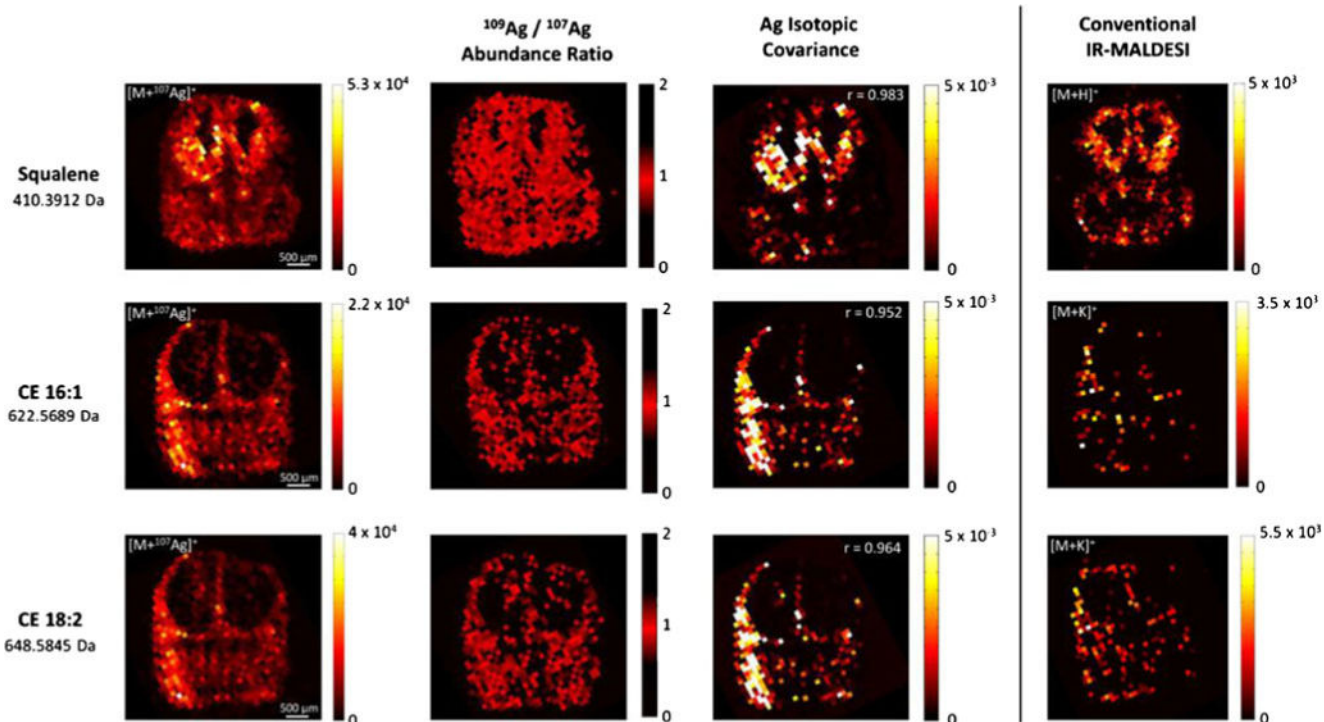 ¹⁰⁹Ag / ¹⁰⁷Ag
Abundance Ratio
Ag Isotopic
Covariance
Conventional
IR-MALDESI
Squalene
410.3912 Da
[M+¹⁰⁷Ag]⁺
500 µm
5.3 x 10⁴
0
2
1
0
r = 0.983
5 x 10⁻³
0
[M+H]⁺
5 x 10³
0
CE 16:1
622.5689 Da
[M+¹⁰⁷Ag]⁺
500 µm
2.2 x 10⁴
0
2
1
0
r = 0.952
5 x 10⁻³
0
[M+K]⁺
3.5 x 10³
0
CE 18:2
648.5845 Da
[M+¹⁰⁷Ag]⁺
500 µm
4 x 10⁴
0
2
1
0
r = 0.964
5 x 10⁻³
0
[M+K]⁺
5.5 x 10³
0